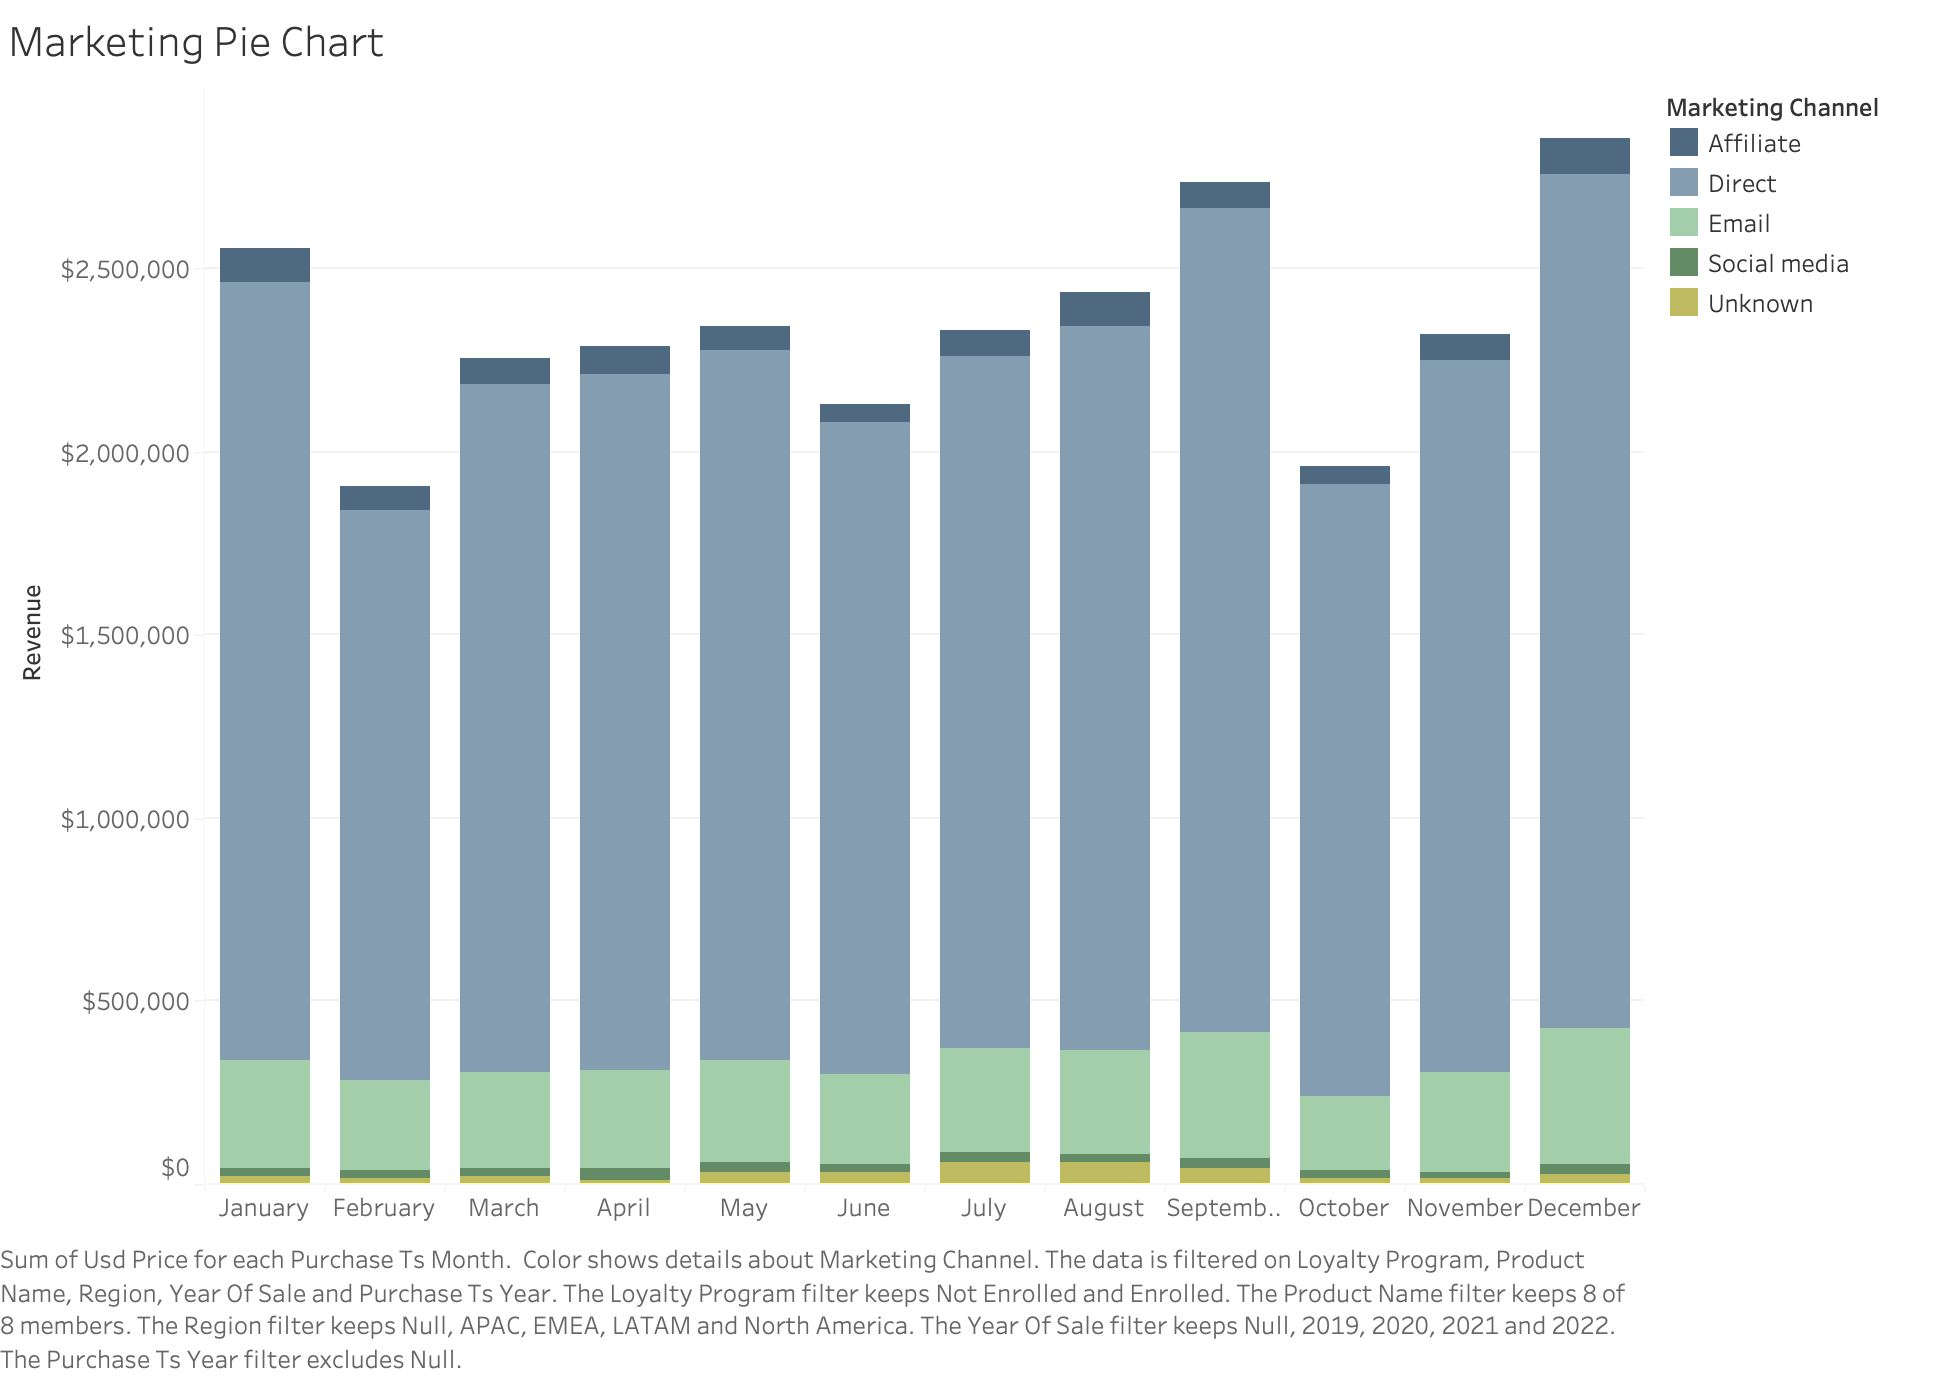 Marketing Pie Chart
Marketing Channel
Affiliate
Direct
Email
Social media
Unknown
Revenue
$2,500,000
$2,000,000
$1,500,000
$1,000,000
$500,000
$0
January February March April May June July August Septemb.. October November December
Sum of Usd Price for each Purchase Ts Month. Color shows details about Marketing Channel. The data is filtered on Loyalty Program, Product
Name, Region, Year Of Sale and Purchase Ts Year. The Loyalty Program filter keeps Not Enrolled and Enrolled. The Product Name filter keeps 8 of
8 members. The Region filter keeps Null, APAC, EMEA, LATAM and North America. The Year Of Sale filter keeps Null, 2019, 2020, 2021 and 2022.
The Purchase Ts Year filter excludes Null.